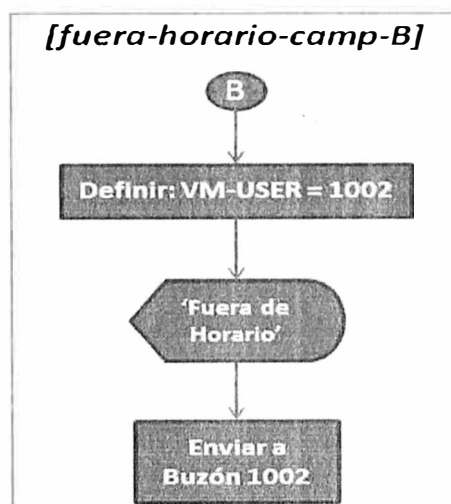 [fuera-horario-camp-B]
B
Definir: VM-USER = 1002
'Fuera de
Horario'
Enviar a
Buzón 1002